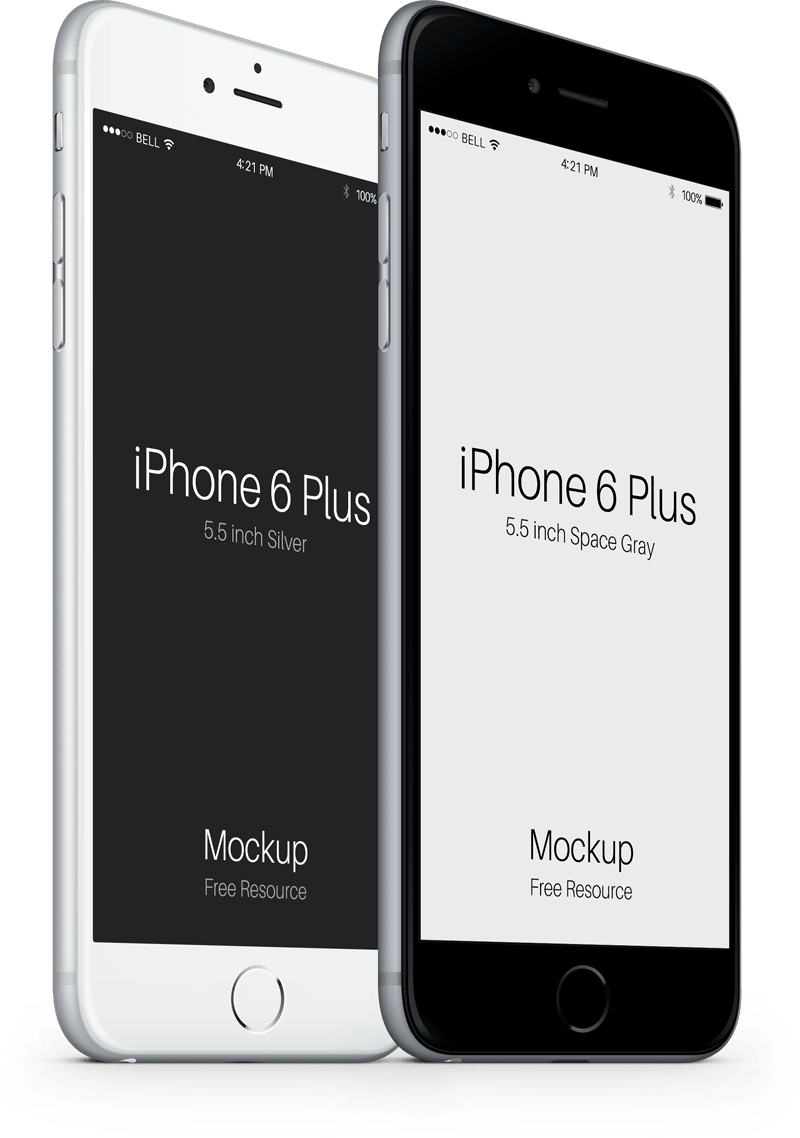 BELL
4:21 PM
100%
iPhone 6 Plus
5.5 inch Silver
Mockup
Free Resource
BELL
4:21 PM
100%
iPhone 6 Plus
5.5 inch Space Gray
Mockup
Free Resource